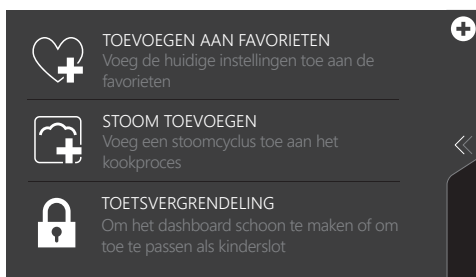 TOEVOEGEN AAN FAVORIETEN
Voeg de huidige instellingen toe aan de
favorieten
STOOM TOEVOEGEN
Voeg een stoomcyclus toe aan het
kookproces
TOETSVERGRENDELING
Om het dashboard schoon te maken of om
toe te passen als kinderslot